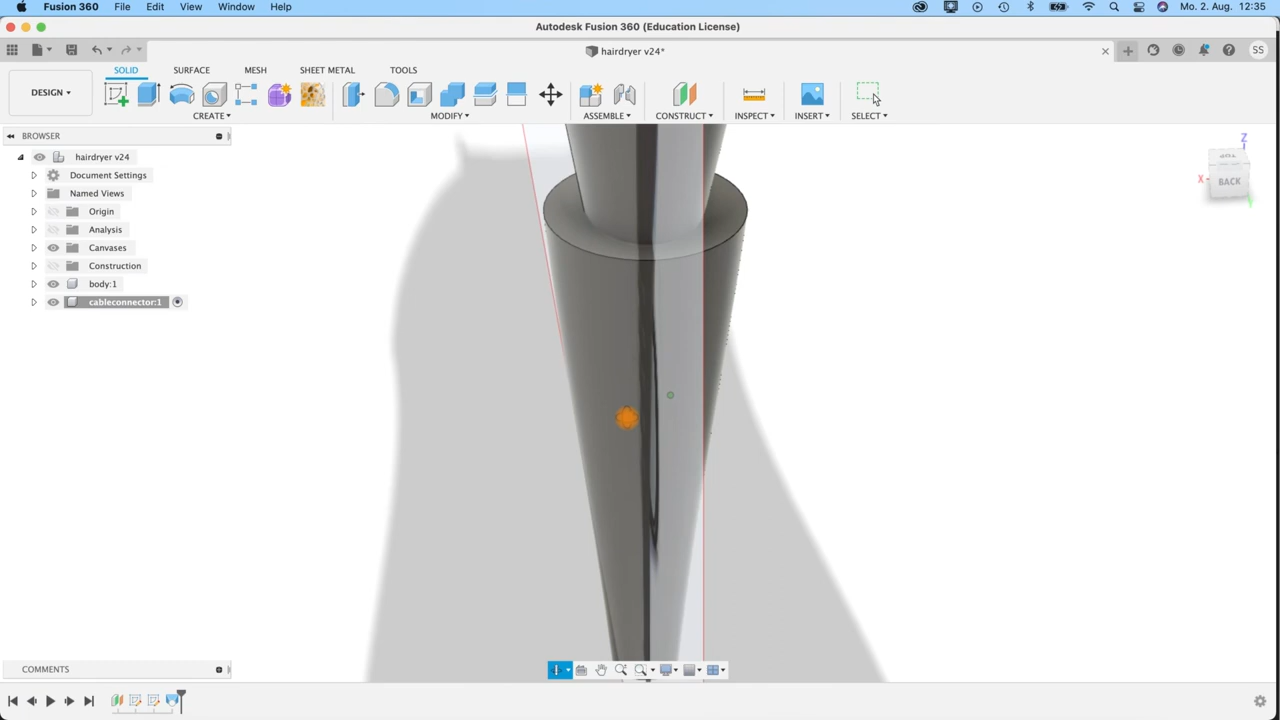 Fusion 360 File Edit View Window Help Mo. 2. Aug. 12:35
Autodesk Fusion 360 (Education License)
hairdryer v24* SS
SOLID SURFACE MESH SHEET METAL TOOLS
DESIGN
CREATE MODIFY ASSEMBLE CONSTRUCT INSPECT INSERT SELECT
BROWSER
hairdryer v24
Document Settings
Named Views
Origin
Analysis
Canvases
Construction
body:1
cableconnector:1
Z
TOP
X BACK
Y
COMMENTS